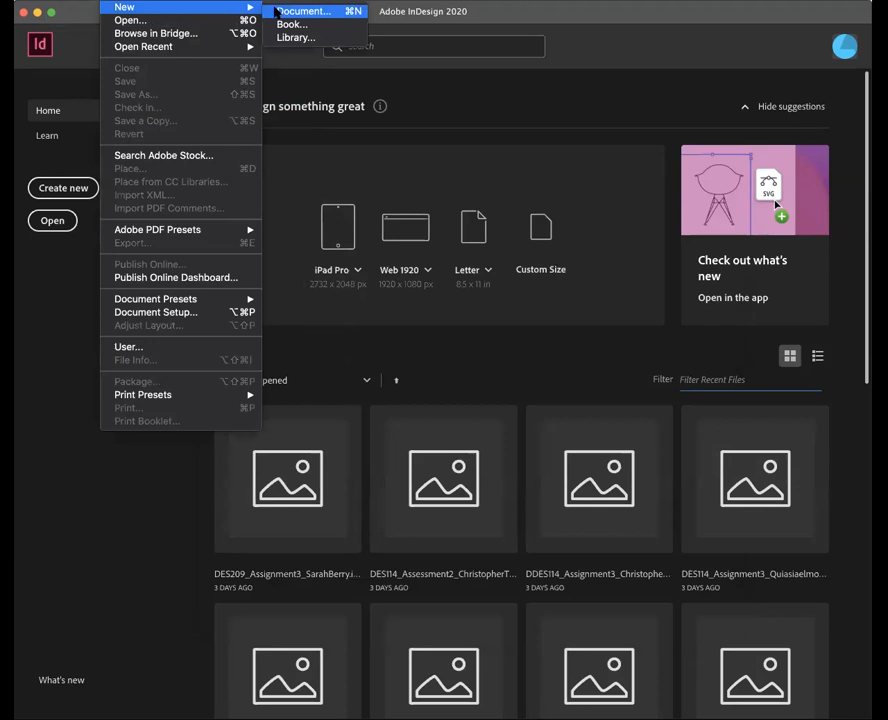 New
Document... ⌘N
Adobe InDesign 2020
Open... ⌘O
Book...
Browse in Bridge... ⌥⌘O
Library...
Open Recent
Id
Search
Close ⌘W
Save ⌘S
Save As... ⇧⌘S
Check In...
Save a Copy... ⌥⌘S
Revert
Home
Learn
gn something great
Hide suggestions
Search Adobe Stock...
Place... ⌘D
Place from CC Libraries...
Import XML...
Import PDF Comments...
Create new
Open
Adobe PDF Presets
Export... ⌘E
Publish Online...
Publish Online Dashboard...
Document Presets
Document Setup... ⌥⌘P
Adjust Layout... ⌥⇧P
User...
File Info... ⌥⇧⌘I
Package... ⌥⇧⌘P
Print Presets
Print... ⌘P
Print Booklet...
iPad Pro
2732 x 2048 px
Web 1920
1920 x 1080 px
Letter
8.5 x 11 in
Custom Size
SVG
Check out what's
new
Open in the app
pened
Filter Filter Recent Files
DES209_Assignment3_SarahBerry.i...
3 DAYS AGO
DES114_Assessment2_ChristopherT...
3 DAYS AGO
DDES114_Assignment3_Christophe...
3 DAYS AGO
DES114_Assignment3_Quiasiaelmo...
3 DAYS AGO
What's new